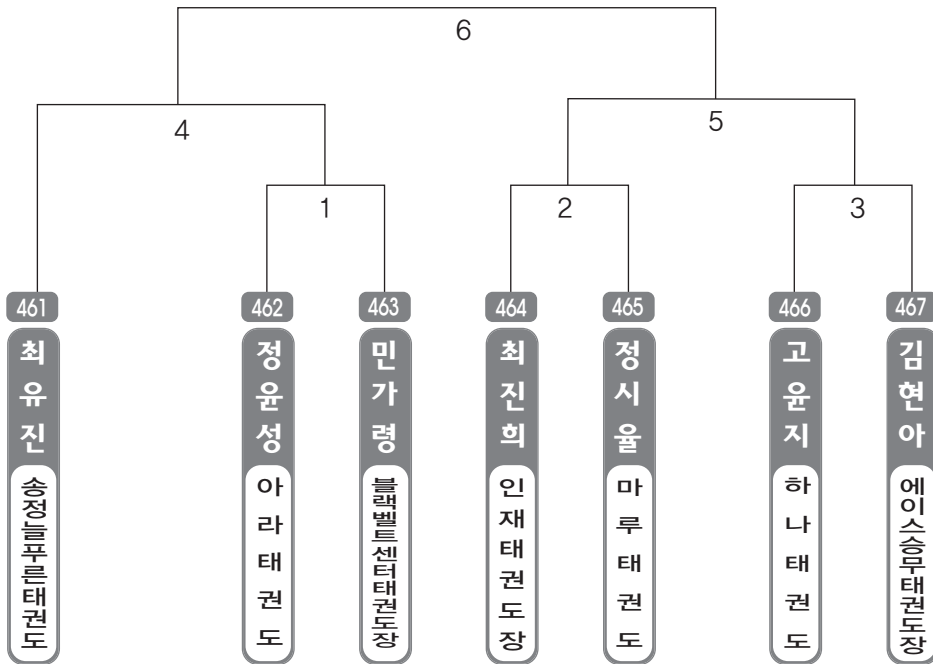 6
4
5
1
2
3
461
462
463
464
465
466
467
최유진
정윤성
민가령
최진희
정시율
고윤지
김현아
송정늘푸른태권도
아라태권도
블랙벨트센터태권도장
인재태권도장
마루태권도
하나태권도
에이스승무태권도장